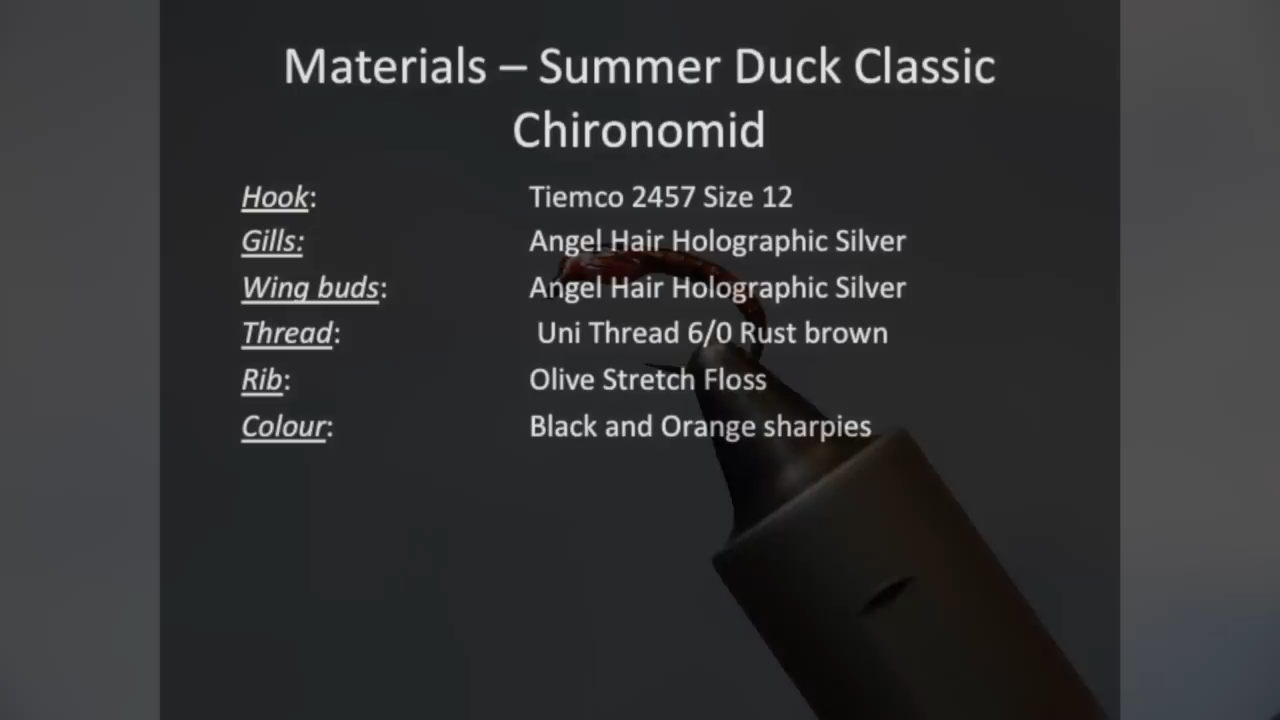 Materials – Summer Duck Classic
Chironomid
Hook: Tiemco 2457 Size 12
Gills: Angel Hair Holographic Silver
Wing buds: Angel Hair Holographic Silver
Thread: Uni Thread 6/0 Rust brown
Rib: Olive Stretch Floss
Colour: Black and Orange sharpies